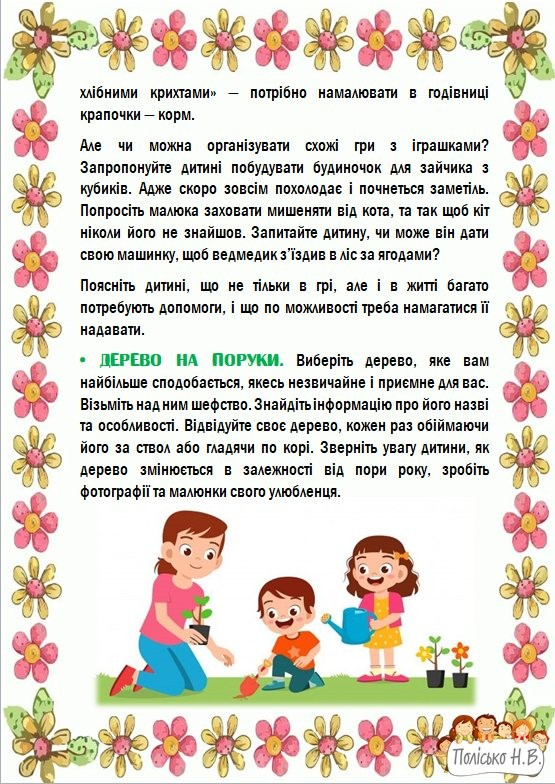 хлібними крихтами» — потрібно намалювати в годівниці
крапочки — корм.
Але чи можна організувати схожі гри з іграшками?
Запропонуйте дитині побудувати будиночок для зайчика з
кубиків. Адже скоро зовсім похолодає і почнеться заметіль.
Попросіть малюка заховати мишеняти від кота, та так щоб кіт
ніколи його не знайшов. Запитайте дитину, чи може він дати
свою машинку, щоб ведмедик з’їздив в ліс за ягодами?
Поясніть дитині, що не тільки в грі, але і в житті багато
потребують допомоги, і що по можливості треба намагатися її
надавати.
• ДЕРЕВО НА ПОРУКИ. Виберіть дерево, яке вам
найбільше сподобається, якесь незвичайне і приємне для вас.
Візьміть над ним шефство. Знайдіть інформацію про його назві
та особливості. Відвідуйте своє дерево, кожен раз обіймаючи
його за ствол або гладячи по корі. Зверніть увагу дитини, як
дерево змінюється в залежності від пори року, зробіть
фотографії та малюнки свого улюбленця.
Полісько Н.В.